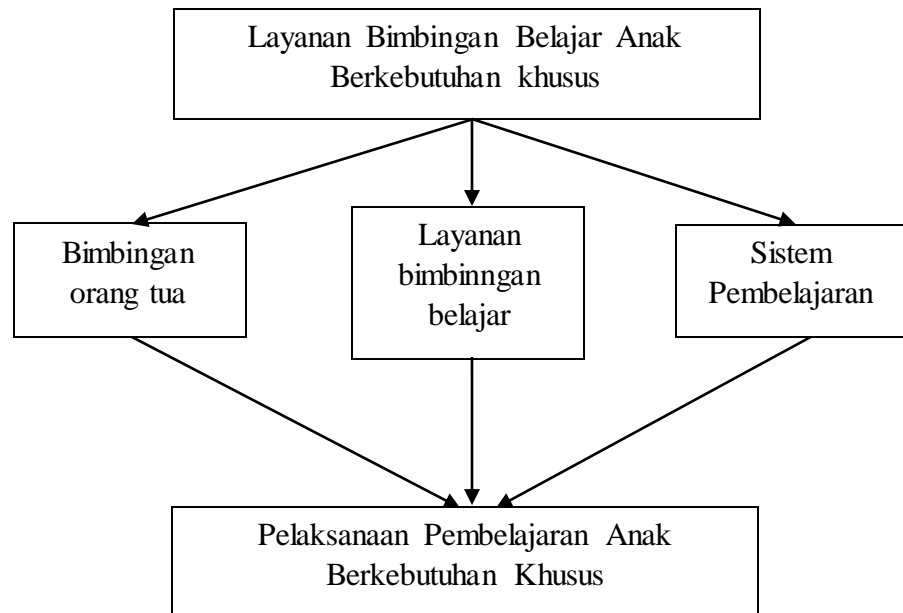 Layanan Bimbingan Belajar Anak
Berkebutuhan khusus
Bimbingan
orang tua
Layanan
bimbinngan
belajar
Sistem
Pembelajaran
Pelaksanaan Pembelajaran Anak
Berkebutuhan Khusus